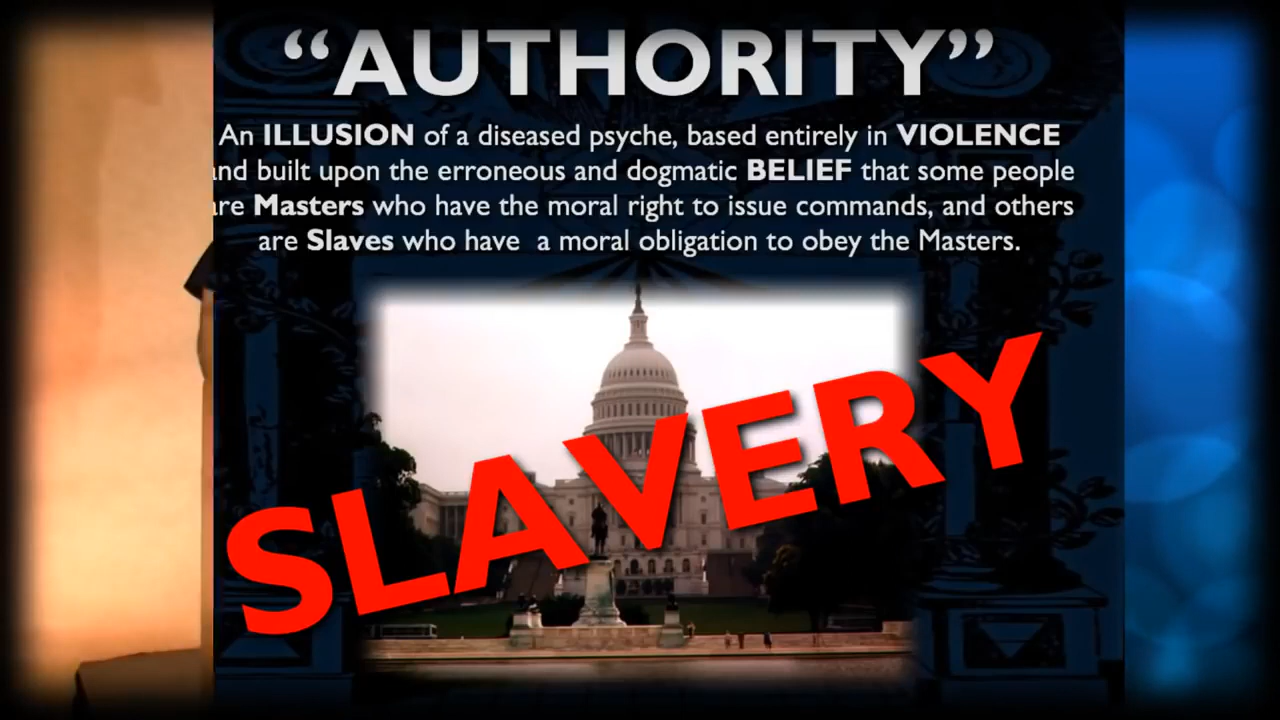 “AUTHORITY”
An ILLUSION of a diseased psyche, based entirely in VIOLENCE
and built upon the erroneous and dogmatic BELIEF that some people
are Masters who have the moral right to issue commands, and others
are Slaves who have a moral obligation to obey the Masters.
SLAVERY